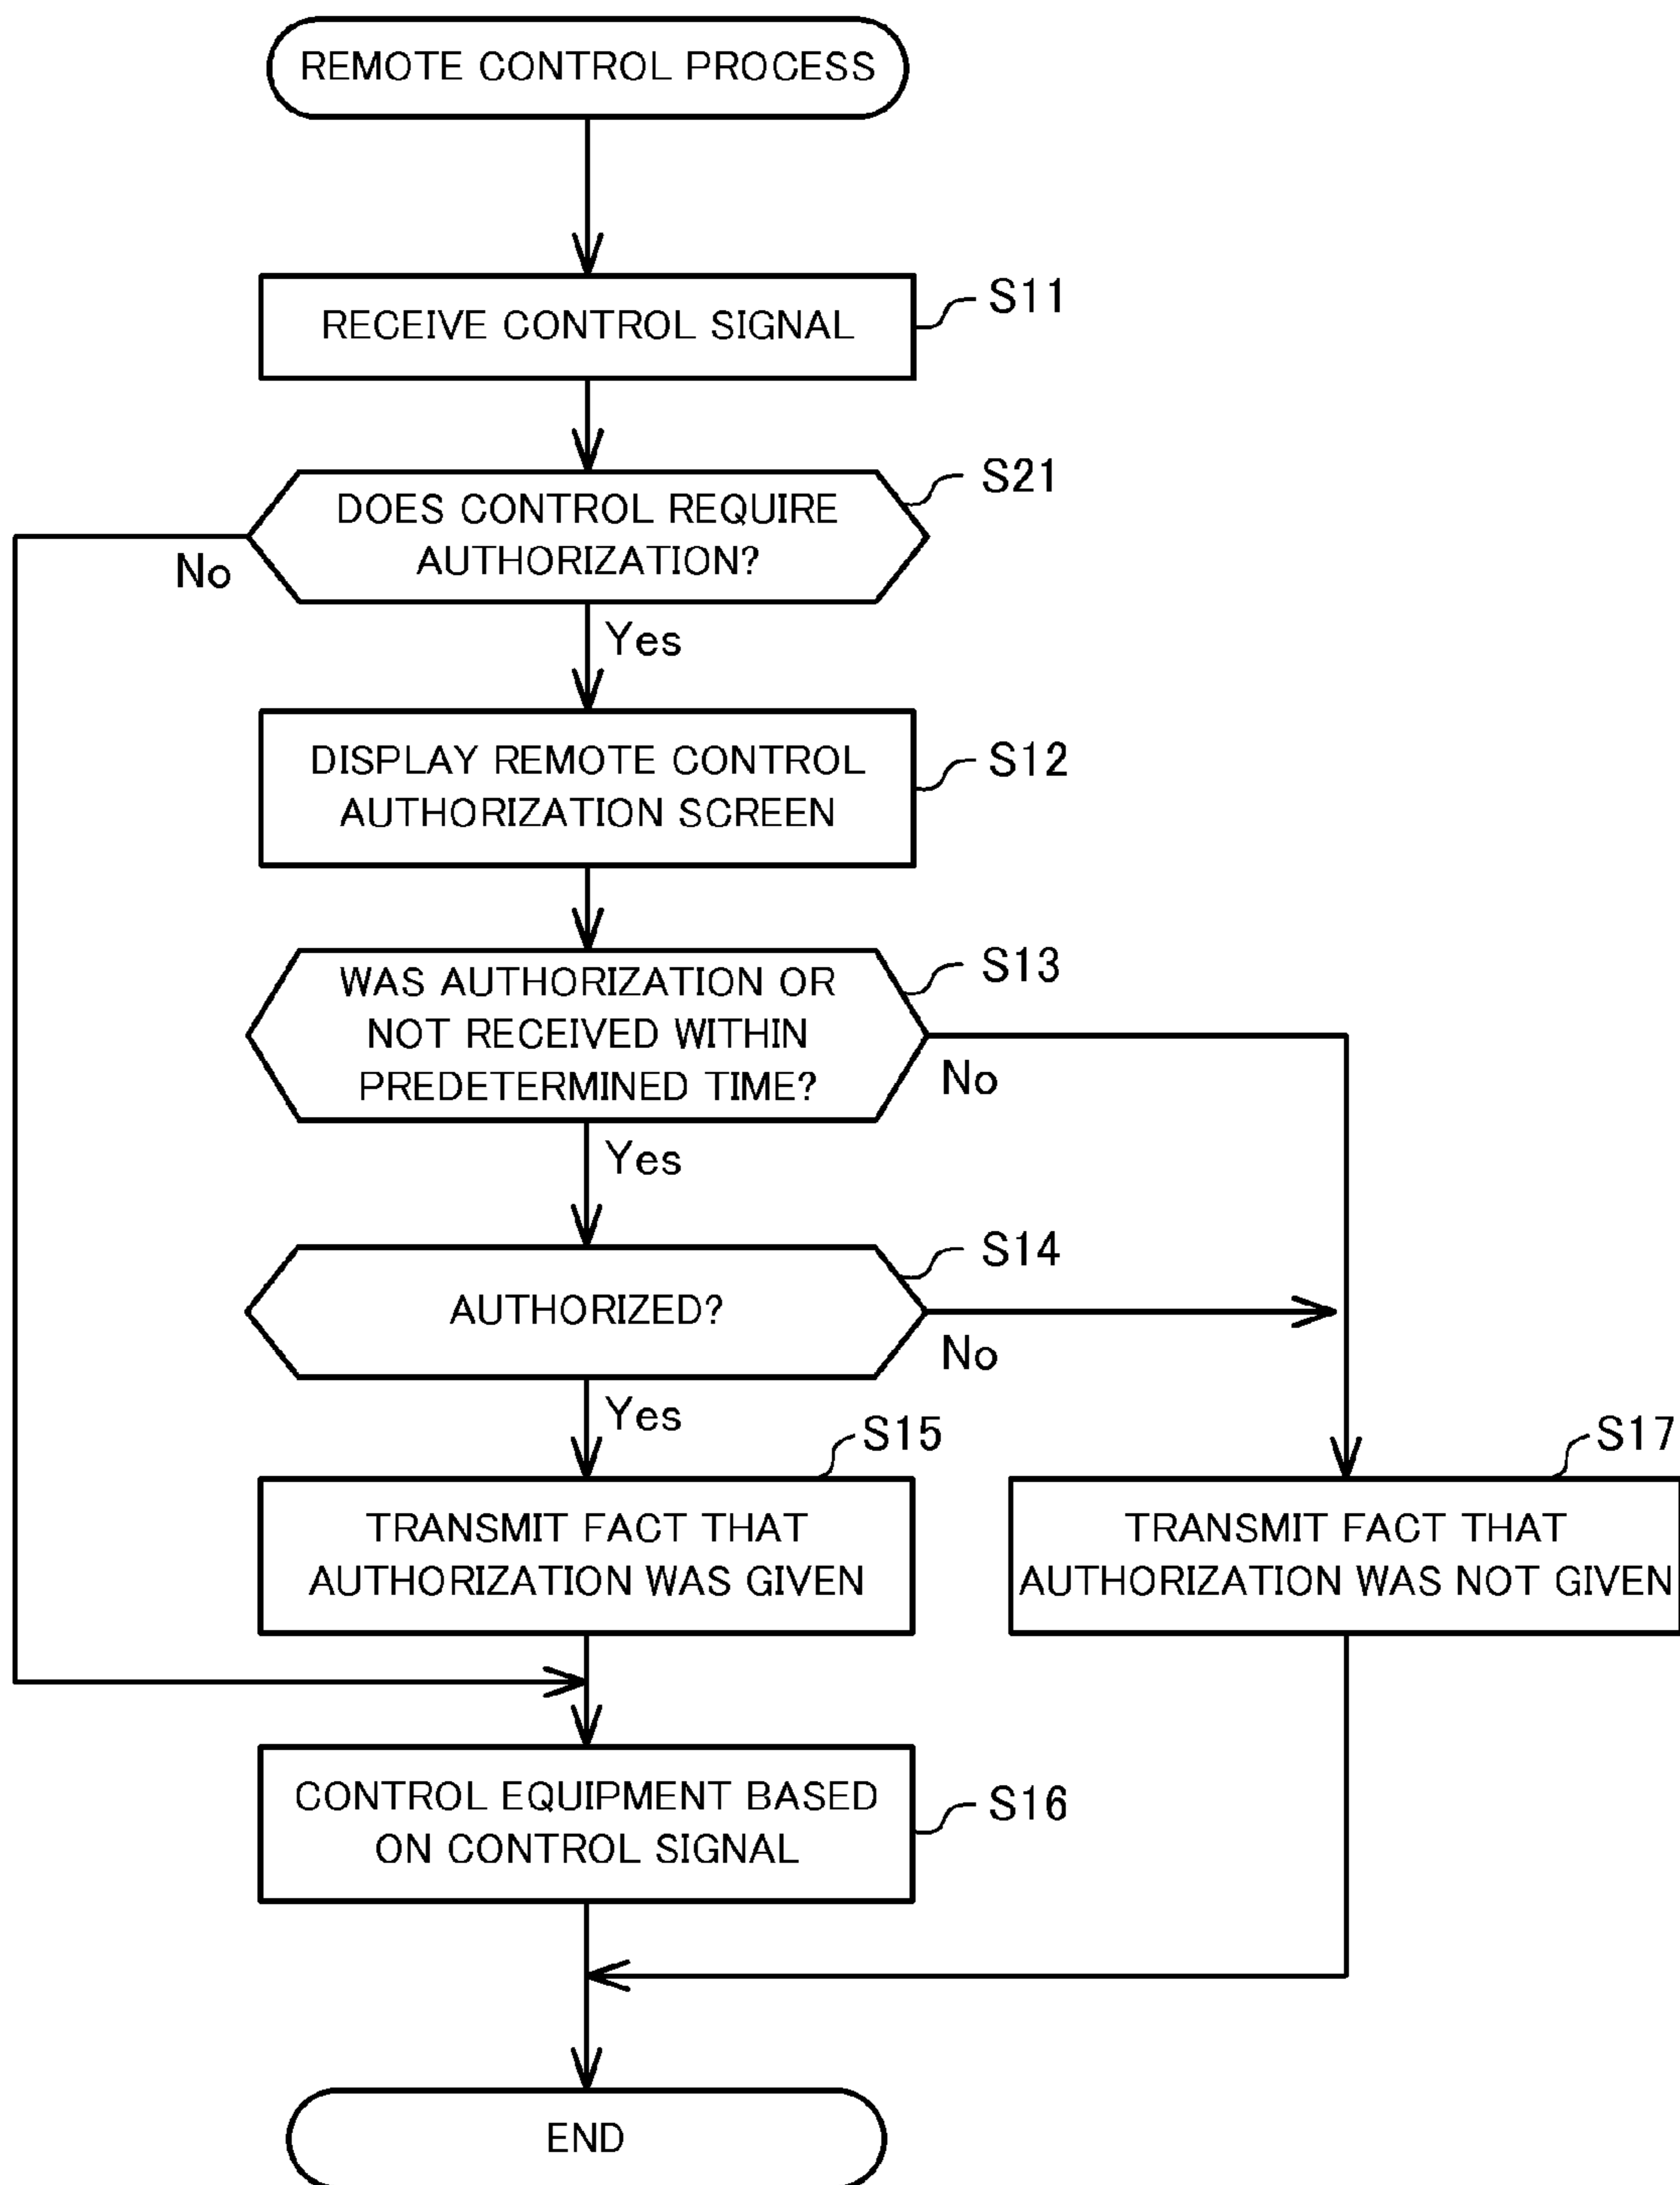 REMOTE CONTROL PROCESS
RECEIVE CONTROL SIGNAL
S11
DOES CONTROL REQUIRE
AUTHORIZATION?
S21
No
Yes
DISPLAY REMOTE CONTROL
AUTHORIZATION SCREEN
S12
WAS AUTHORIZATION OR
NOT RECEIVED WITHIN
PREDETERMINED TIME?
S13
No
Yes
AUTHORIZED?
S14
No
Yes
S15
TRANSMIT FACT THAT
AUTHORIZATION WAS GIVEN
S17
TRANSMIT FACT THAT
AUTHORIZATION WAS NOT GIVEN
CONTROL EQUIPMENT BASED
ON CONTROL SIGNAL
S16
END